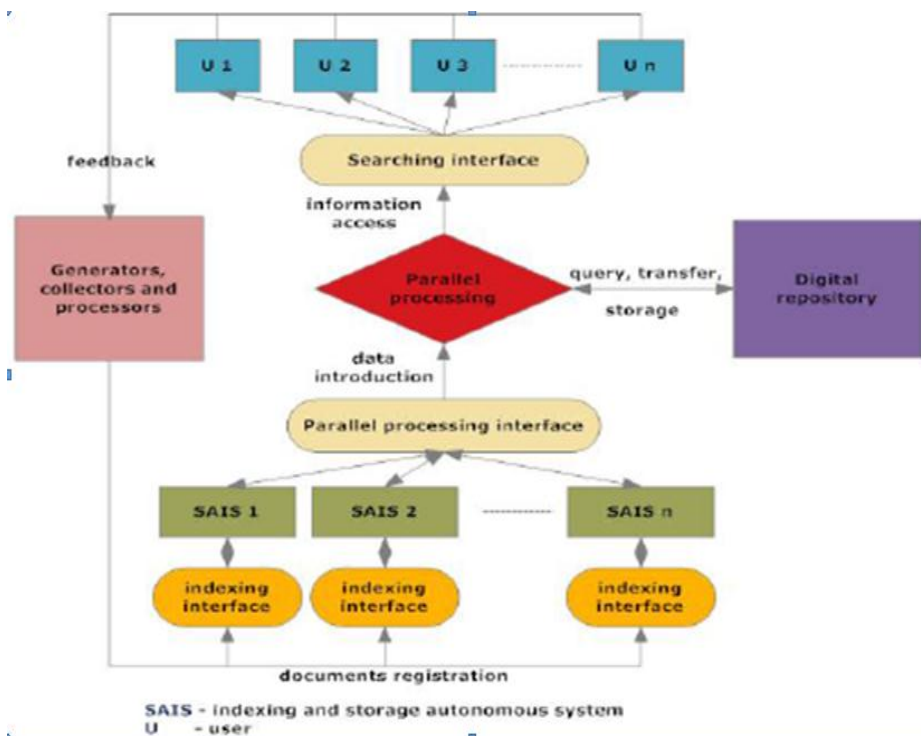 U 1
U 2
U 3
U n
Searching interface
feedback
information
access
Generators,
collectors and
processors
Parallel
processing
query, transfer,
storage
Digital
repository
data
introduction
Parallel processing interface
SAIS 1
SAIS 2
SAIS n
indexing
interface
indexing
interface
indexing
interface
documents registration
SAIS - indexing and storage autonomous system
U - user